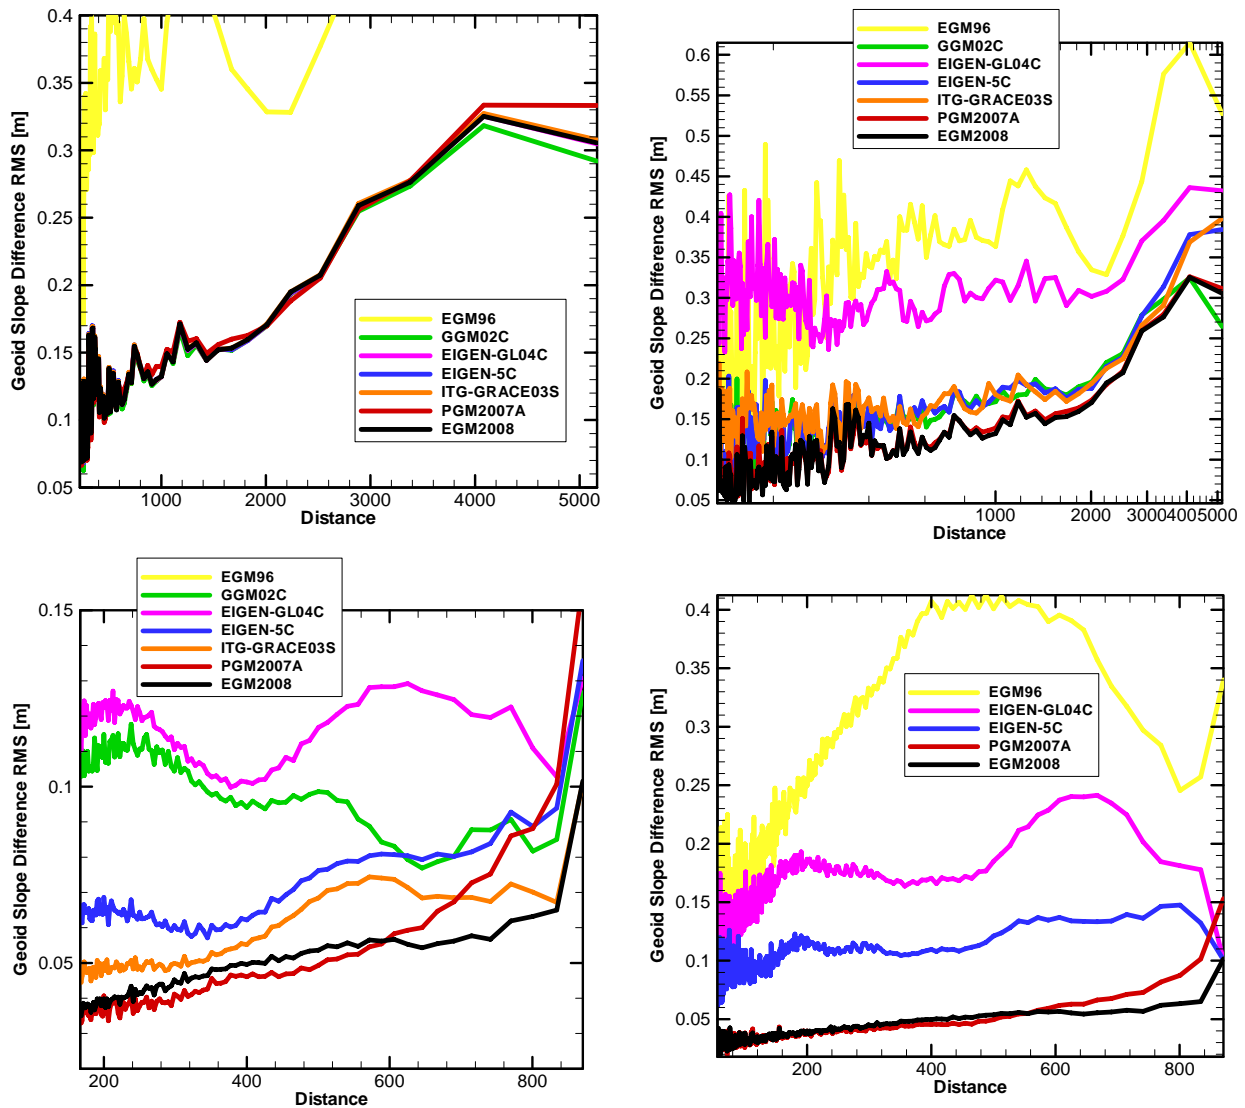 Geoid Slope Difference RMS [m]
0.4
0.35
0.3
0.25
0.2
0.15
0.1
0.05
1000 2000 3000 4000 5000
Distance
EGM96
GGM02C
EIGEN-GL04C
EIGEN-5C
ITG-GRACE03S
PGM2007A
EGM2008
Geoid Slope Difference RMS [m]
0.6
0.55
0.5
0.45
0.4
0.35
0.3
0.25
0.2
0.15
0.1
0.05
1000 2000 3000 4000 5000
Distance
EGM96
GGM02C
EIGEN-GL04C
EIGEN-5C
ITG-GRACE03S
PGM2007A
EGM2008
Geoid Slope Difference RMS [m]
0.15
0.1
0.05
200 400 600 800
Distance
EGM96
GGM02C
EIGEN-GL04C
EIGEN-5C
ITG-GRACE03S
PGM2007A
EGM2008
Geoid Slope Difference RMS [m]
0.4
0.35
0.3
0.25
0.2
0.15
0.1
0.05
200 400 600 800
Distance
EGM96
EIGEN-GL04C
EIGEN-5C
PGM2007A
EGM2008